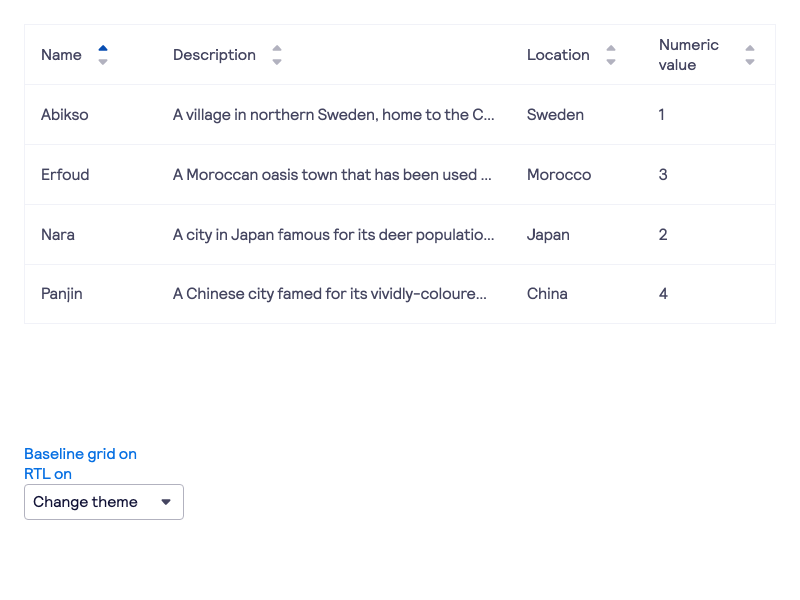 Name Description Location Numeric value
Abikso A village in northern Sweden, home to the C... Sweden 1
Erfoud A Moroccan oasis town that has been used ... Morocco 3
Nara A city in Japan famous for its deer populatio... Japan 2
Panjin A Chinese city famed for its vividly-coloure... China 4
Baseline grid on
RTL on
Change theme